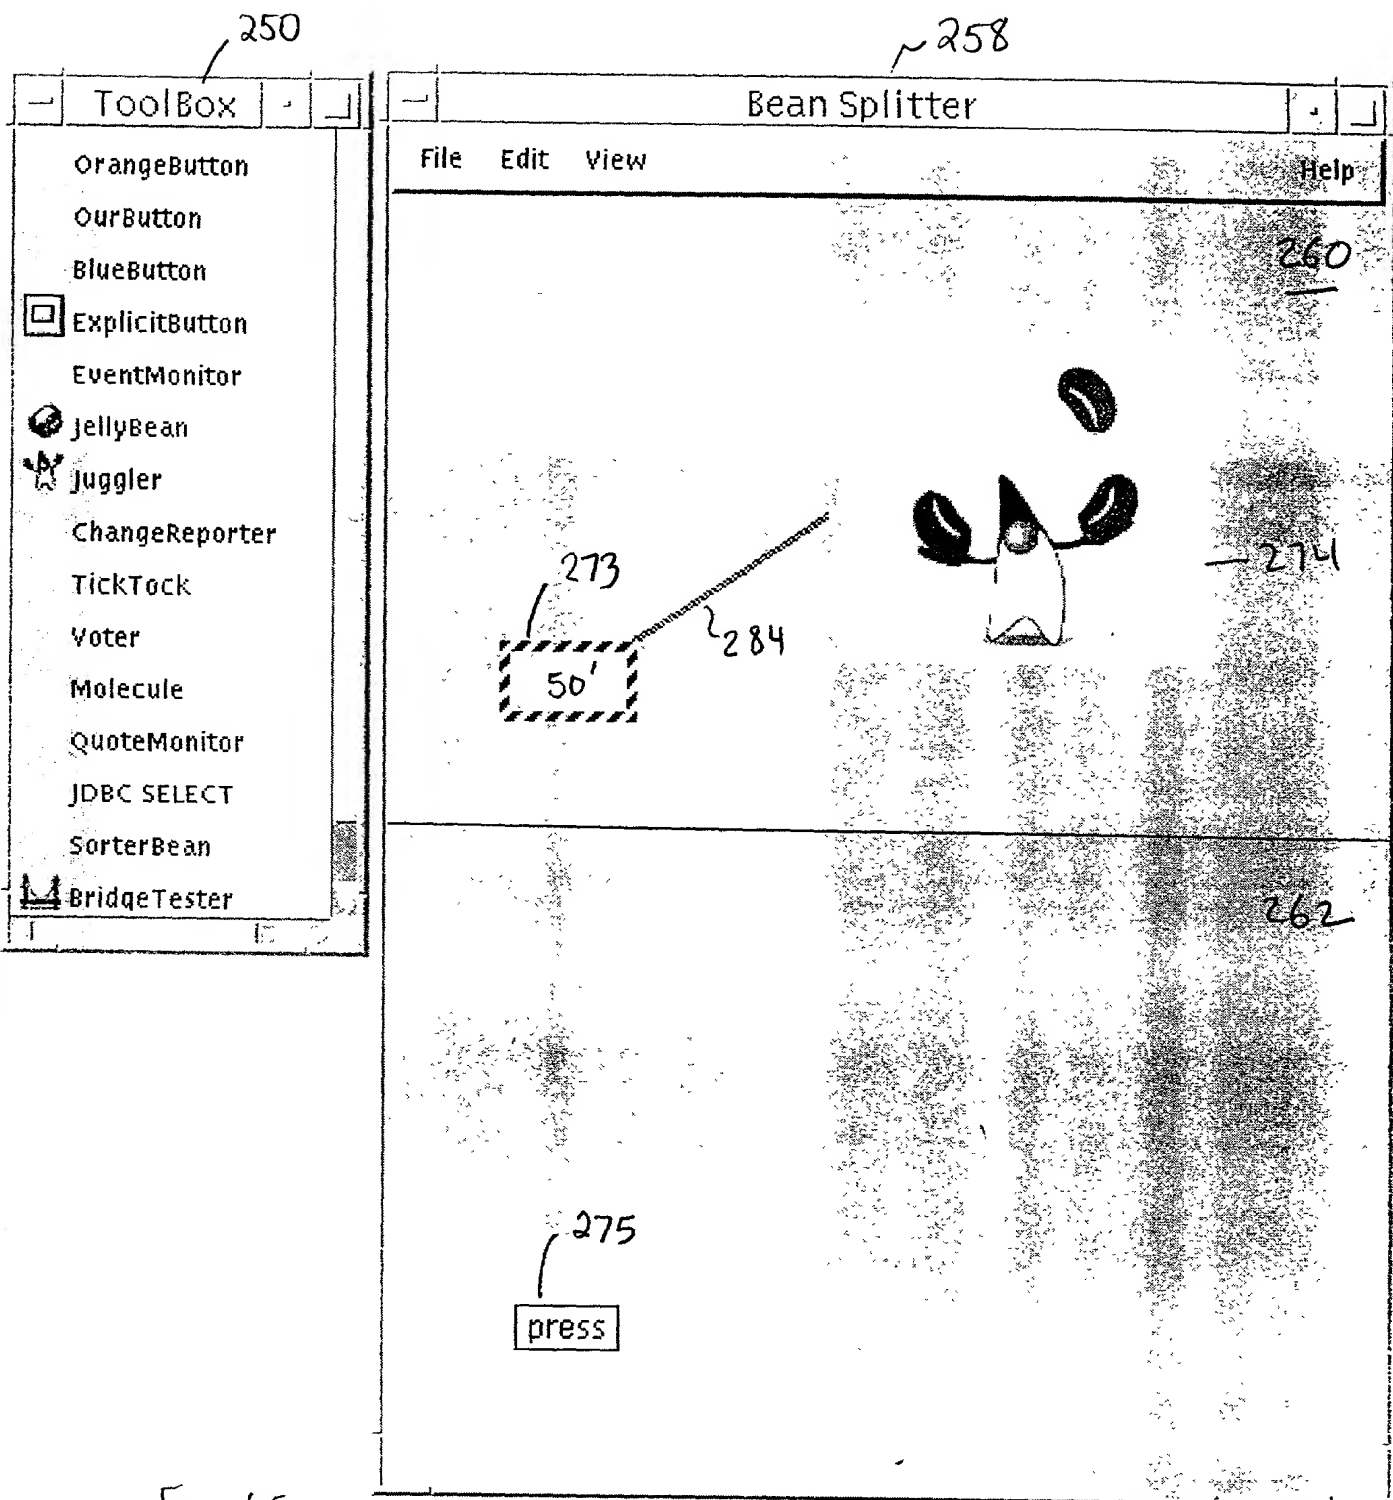 250
258
ToolBox
Bean Splitter
File Edit View Help
OrangeButton
OurButton
BlueButton
ExplicitButton
EventMonitor
JellyBean
Juggler
ChangeReporter
TickTock
Voter
Molecule
QuoteMonitor
JDBC SELECT
SorterBean
BridgeTester
260
273
274
284
50'
262
275
press